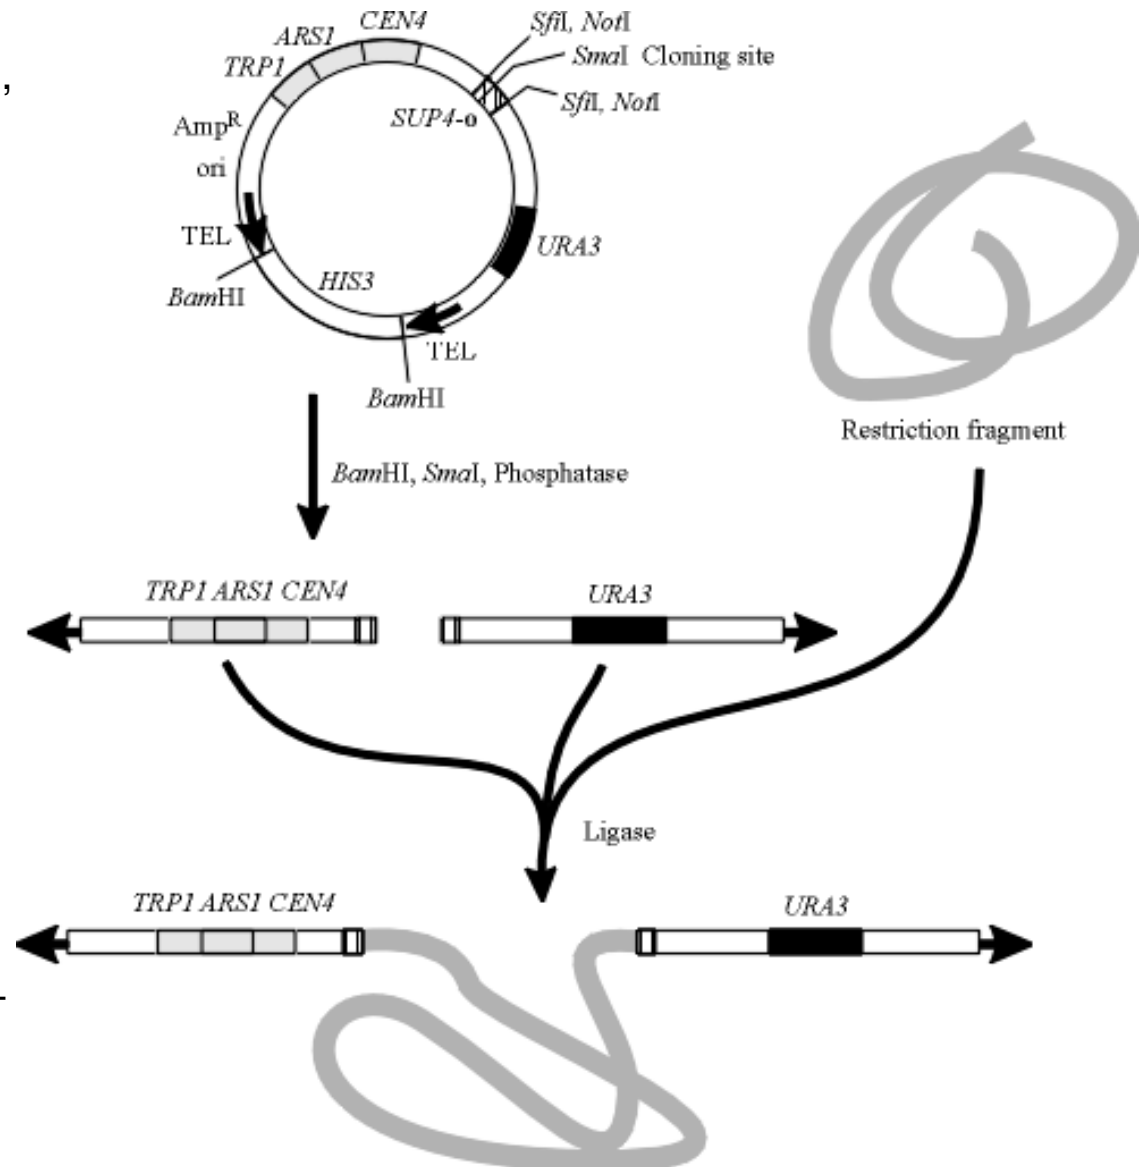 CEN4
ARS1
TRP1
SfiI, NotI
SmaI Cloning site
SfiI, NotI
SUP4-o
AmpR
ori
,
TEL
URA3
BamHI
HIS3
TEL
BamHI
Restriction fragment
BamHI, SmaI, Phosphatase
TRP1 ARS1 CEN4
URA3
Ligase
TRP1 ARS1 CEN4
URA3
-